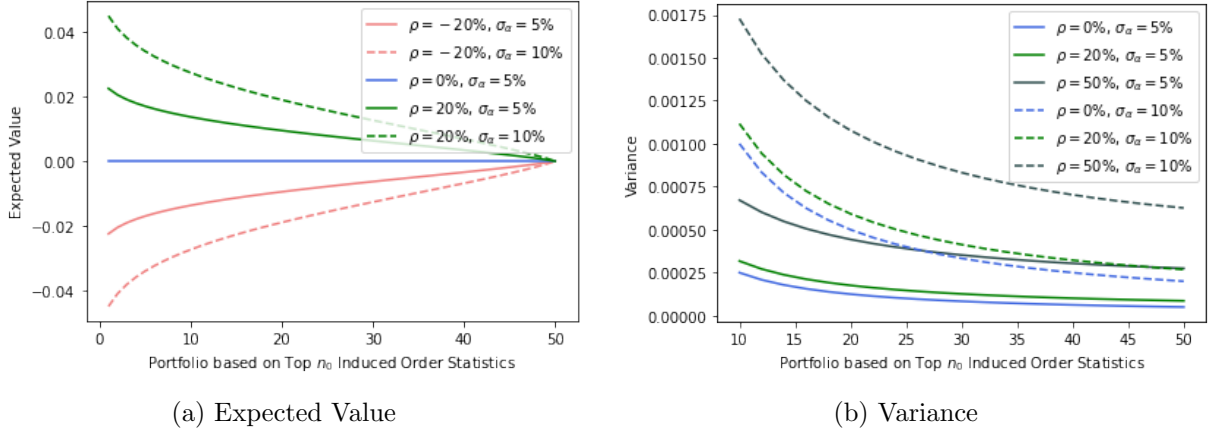 0.04
0.02
0.00
−0.02
−0.04
Expected Value
0 10 20 30 40 50
Portfolio based on Top n₀ Induced Order Statistics
ρ = −20%, σα = 5%
ρ = −20%, σα = 10%
ρ = 0%, σα = 5%
ρ = 20%, σα = 5%
ρ = 20%, σα = 10%
(a) Expected Value
0.00175
0.00150
0.00125
0.00100
0.00075
0.00050
0.00025
0.00000
Variance
10 15 20 25 30 35 40 45 50
Portfolio based on Top n₀ Induced Order Statistics
ρ = 0%, σα = 5%
ρ = 20%, σα = 5%
ρ = 50%, σα = 5%
ρ = 0%, σα = 10%
ρ = 20%, σα = 10%
ρ = 50%, σα = 10%
(b) Variance